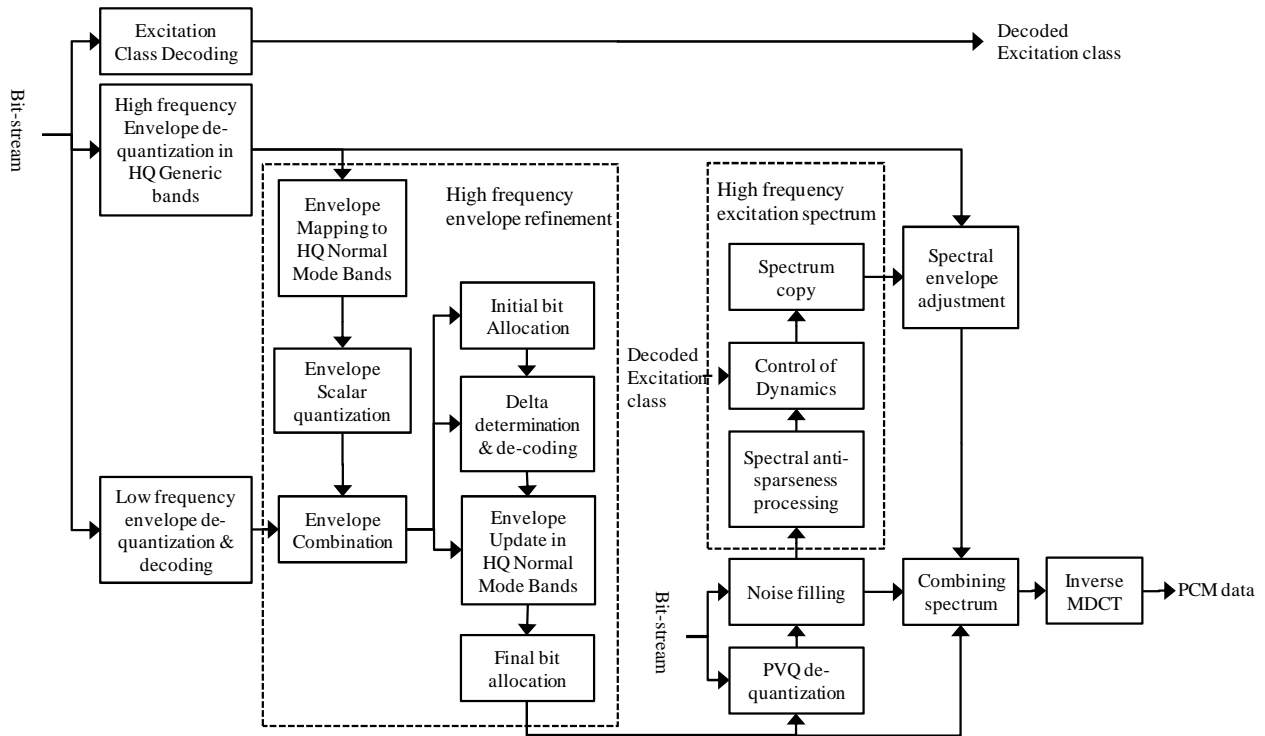 Excitation
Class Decoding
Decoded
Excitation class
Bit-stream
High frequency
Envelope de-
quantization in
HQ Generic
bands
High frequency
envelope refinement
Envelope
Mapping to
HQ Normal
Mode Bands
Envelope
Scalar
quantization
Low frequency
envelope de-
quantization &
decoding
Envelope
Combination
Initial bit
Allocation
Delta
determination
& de-coding
Envelope
Update in
HQ Normal
Mode Bands
Final bit
allocation
High frequency
excitation spectrum
Spectrum
copy
Decoded
Excitation
class
Control of
Dynamics
Spectral anti-
sparseness
processing
Spectral
envelope
adjustment
Bit-stream
Noise filling
PVQ de-
quantization
Combining
spectrum
Inverse
MDCT
PCM data